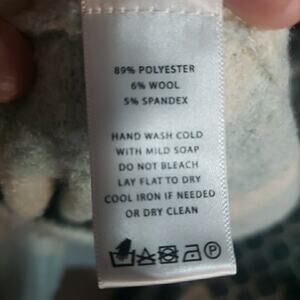 89% POLYESTER
6% WOOL
5% SPANDEX
HAND WASH COLD
WITH MILD SOAP
DO NOT BLEACH
LAY FLAT TO DRY
COOL IRON IF NEEDED
OR DRY CLEAN
P